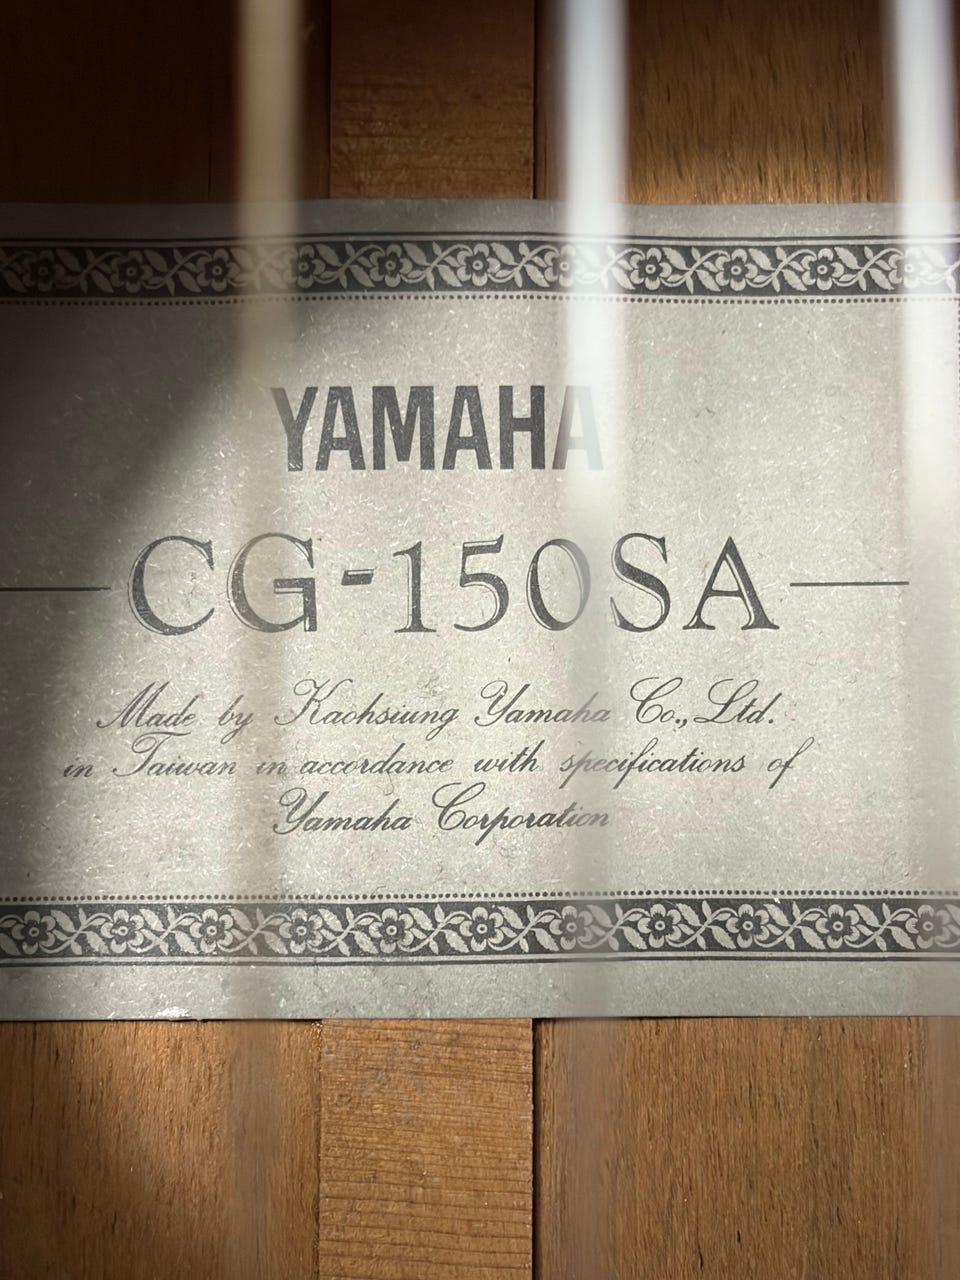 YAMAHA
CG-150SA
Made by Kaohsiung Yamaha Co., Ltd.
in Taiwan in accordance with specifications of
Yamaha Corporation